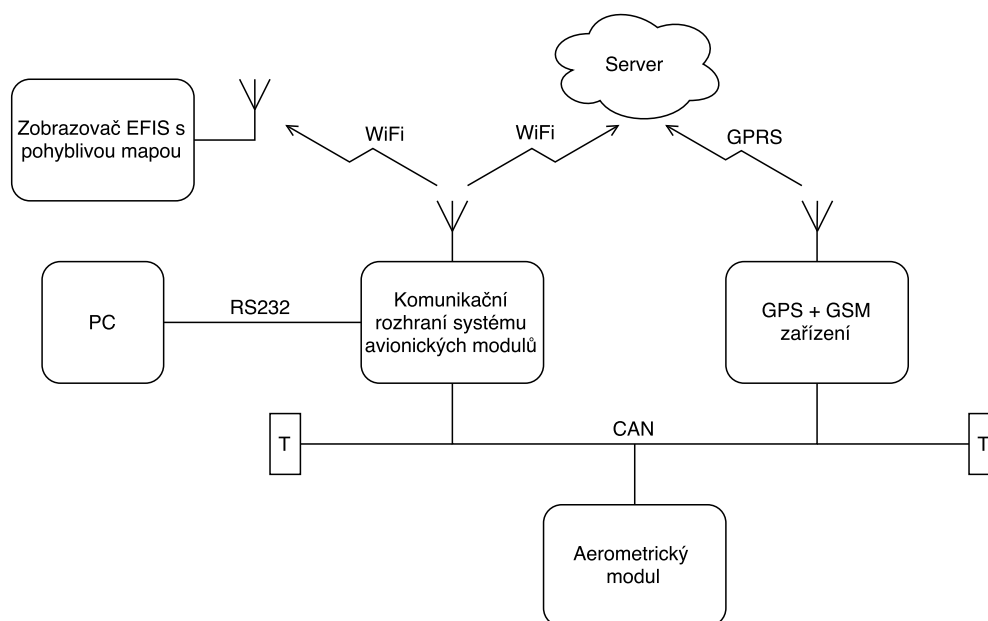 Server
Zobrazovač EFIS s
pohyblivou mapou
WiFi
WiFi
GPRS
PC
RS232
Komunikační
rozhraní systému
avionických modulů
GPS + GSM
zařízení
T
CAN
T
Aerometrický
modul